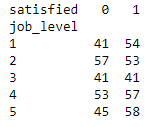 satisfied 0 1
job_level
1 41 54
2 57 53
3 41 41
4 53 57
5 45 58